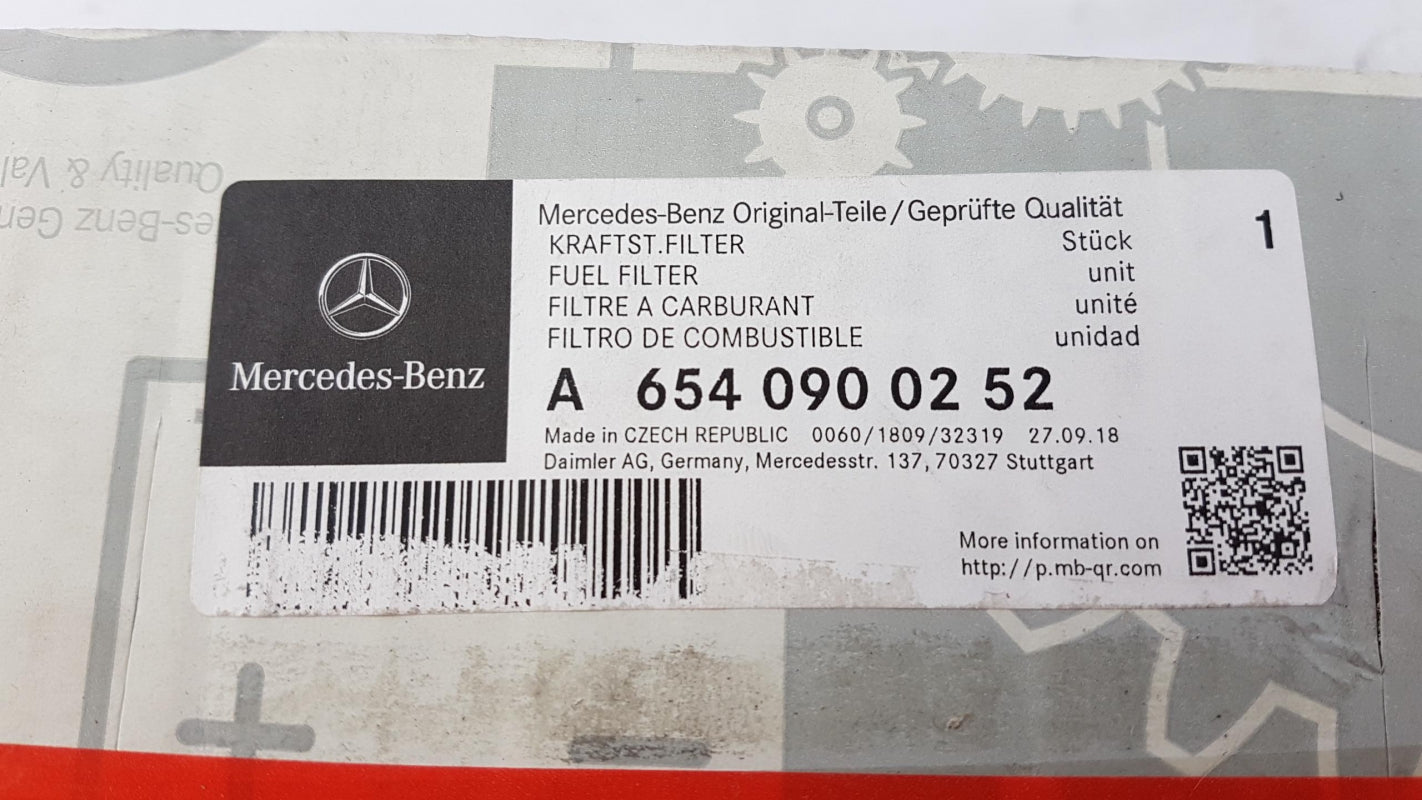 Quality & Val
es-Benz Gen
Mercedes-Benz
Mercedes-Benz Original-Teile/Geprüfte Qualität
1
KRAFTST.FILTER Stück
FUEL FILTER unit
FILTRE A CARBURANT unité
FILTRO DE COMBUSTIBLE unidad
A 654 090 02 52
Made in CZECH REPUBLIC 0060/1809/32319 27.09.18
Daimler AG, Germany, Mercedesstr. 137, 70327 Stuttgart
More information on
http://p.mb-qr.com